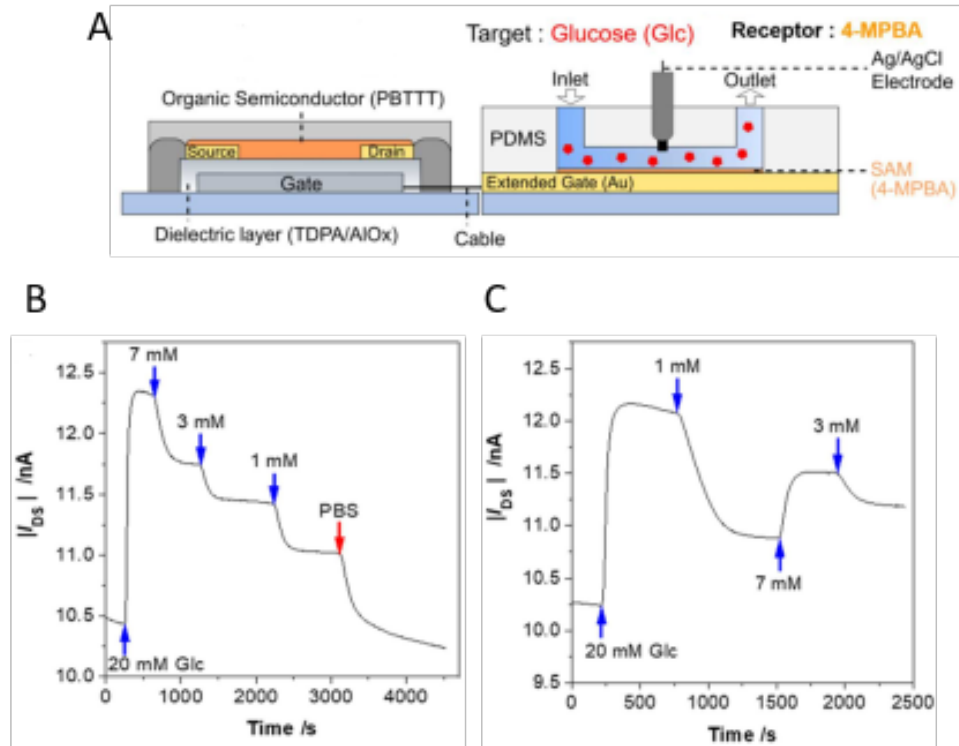 A
Target : Glucose (Glc) Receptor : 4-MPBA
Ag/AgCl
Electrode
Inlet
Outlet
Organic Semiconductor (PBTTT)
PDMS
Source
Drain
Gate
Extended Gate (Au)
SAM
(4-MPBA)
Dielectric layer (TDPA/AlOx)
Cable
B
7 mM
3 mM
1 mM
PBS
20 mM Glc
|I_DS| /nA
12.5
12.0
11.5
11.0
10.5
10.0
0 1000 2000 3000 4000
Time /s
C
1 mM
3 mM
7 mM
20 mM Glc
|I_DS| /nA
12.5
12.0
11.5
11.0
10.5
10.0
9.5
0 500 1000 1500 2000 2500
Time /s